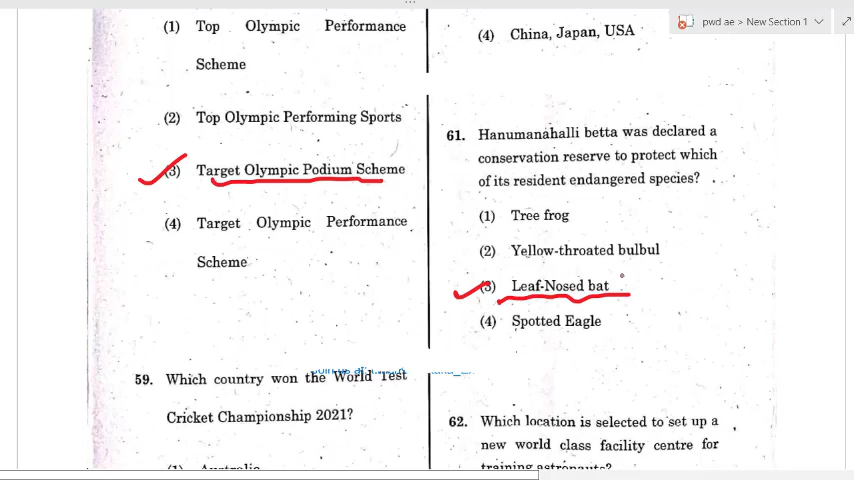 pwd ae > New Section 1
(1) Top Olympic Performance
Scheme
(2) Top Olympic Performing Sports
(3) Target Olympic Podium Scheme
(4) Target Olympic Performance
Scheme
59. Which country won the World Test
Cricket Championship 2021?
(1) Australia
(4) China, Japan, USA
61. Hanumanahalli betta was declared a
conservation reserve to protect which
of its resident endangered species?
(1) Tree frog
(2) Yellow-throated bulbul
(3) Leaf-Nosed bat
(4) Spotted Eagle
62. Which location is selected to set up a
new world class facility centre for
training astronauts?